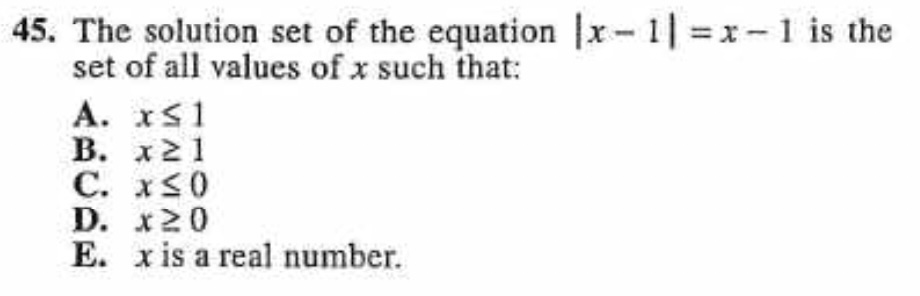 45. The solution set of the equation |x − 1| = x − 1 is the
set of all values of x such that:
A. x ≤ 1
B. x ≥ 1
C. x ≤ 0
D. x ≥ 0
E. x is a real number.